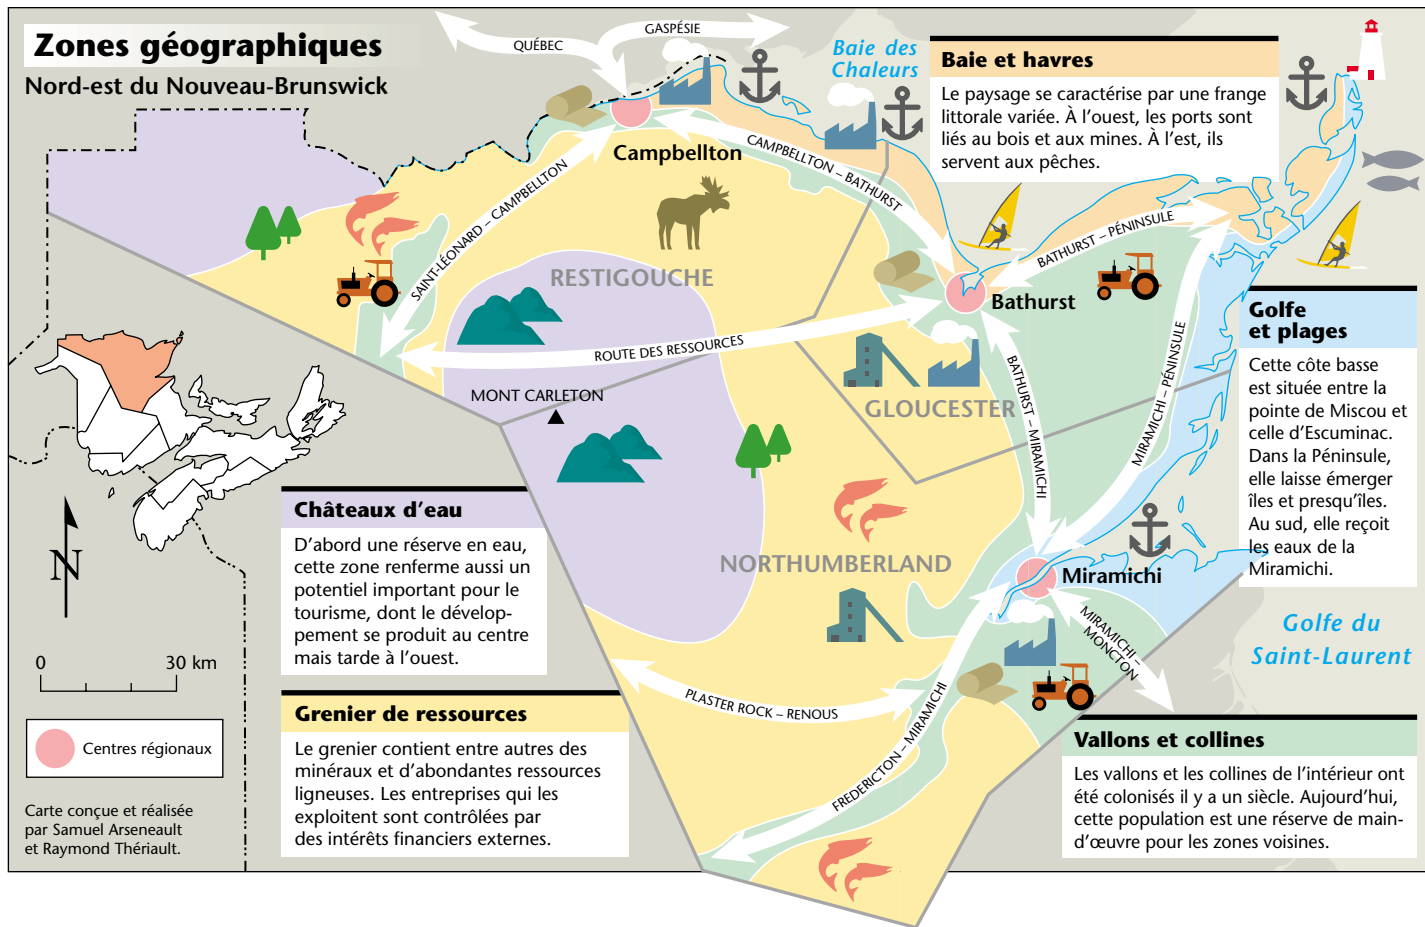 Zones géographiques
Nord-est du Nouveau-Brunswick
QUÉBEC
GASPÉSIE
Baie des
Chaleurs
Baie et havres
Le paysage se caractérise par une frange
littorale variée. À l'ouest, les ports sont
liés au bois et aux mines. À l'est, ils
servent aux pêches.
Campbellton
CAMPBELLTON – BATHURST
SAINT-LÉONARD – CAMPBELLTON
BATHURST – PÉNINSULE
RESTIGOUCHE
Bathurst
ROUTE DES RESSOURCES
MONT CARLETON
GLOUCESTER
BATHURST – MIRAMICHI
MIRAMICHI – PÉNINSULE
Golfe
et plages
Cette côte basse
est située entre la
pointe de Miscou et
celle d'Escuminac.
Dans la Péninsule,
elle laisse émerger
îles et presqu'îles.
Au sud, elle reçoit
les eaux de la
Miramichi.
Châteaux d'eau
D'abord une réserve en eau,
cette zone renferme aussi un
potentiel important pour le
tourisme, dont le dévelop-
pement se produit au centre
mais tarde à l'ouest.
N
NORTHUMBERLAND
Miramichi
MIRAMICHI –
MONCTON
Golfe du
Saint-Laurent
0 30 km
PLASTER ROCK – RENOUS
FREDERICTON – MIRAMICHI
Grenier de ressources
Le grenier contient entre autres des
minéraux et d'abondantes ressources
ligneuses. Les entreprises qui les
exploitent sont contrôlées par
des intérêts financiers externes.
Vallons et collines
Les vallons et les collines de l'intérieur ont
été colonisés il y a un siècle. Aujourd'hui,
cette population est une réserve de main-
d'œuvre pour les zones voisines.
Centres régionaux
Carte conçue et réalisée
par Samuel Arseneault
et Raymond Thériault.